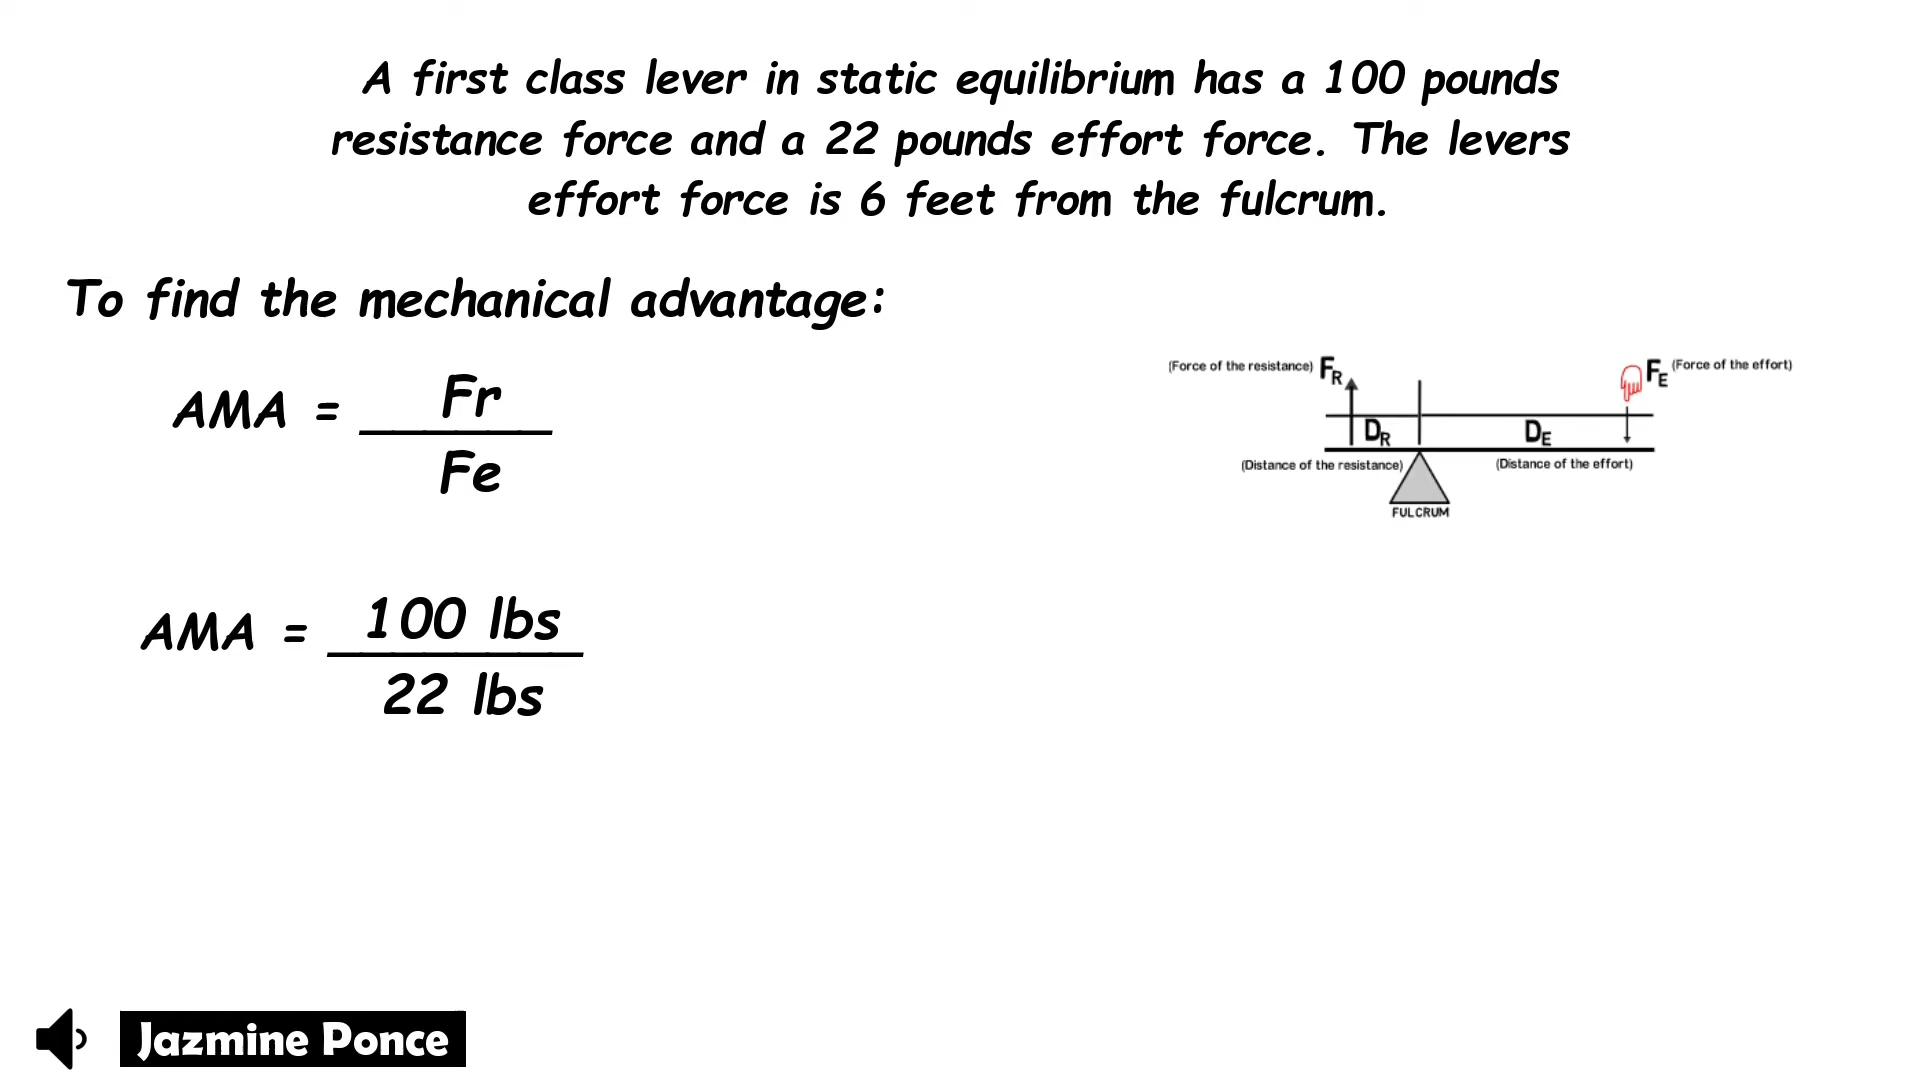 A first class lever in static equilibrium has a 100 pounds
resistance force and a 22 pounds effort force. The levers
effort force is 6 feet from the fulcrum.
To find the mechanical advantage:
AMA = Fr
Fe
(Force of the resistance) FR
FE (Force of the effort)
DR
DE
(Distance of the resistance)
(Distance of the effort)
FULCRUM
AMA = 100 lbs
22 lbs
Jazmine Ponce